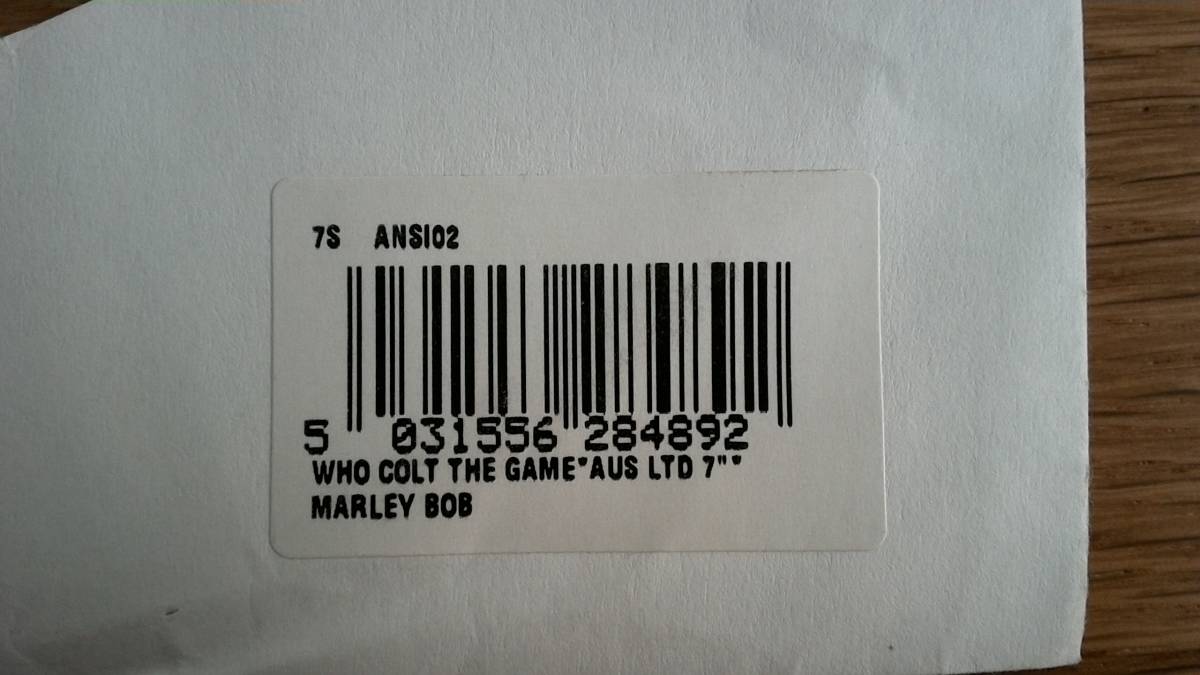 7S ANSI02
5 031556 284892
WHO COLT THE GAME*AUS LTD 7"*
MARLEY BOB